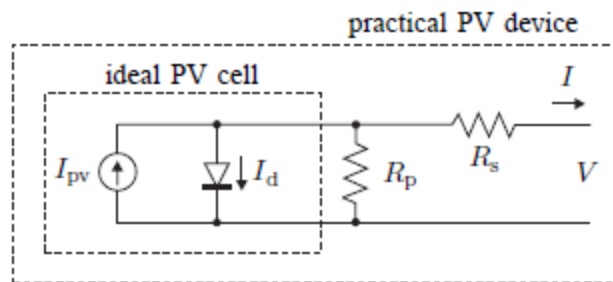 practical PV device
ideal PV cell
I
I_pv
I_d
R_p
R_s
V